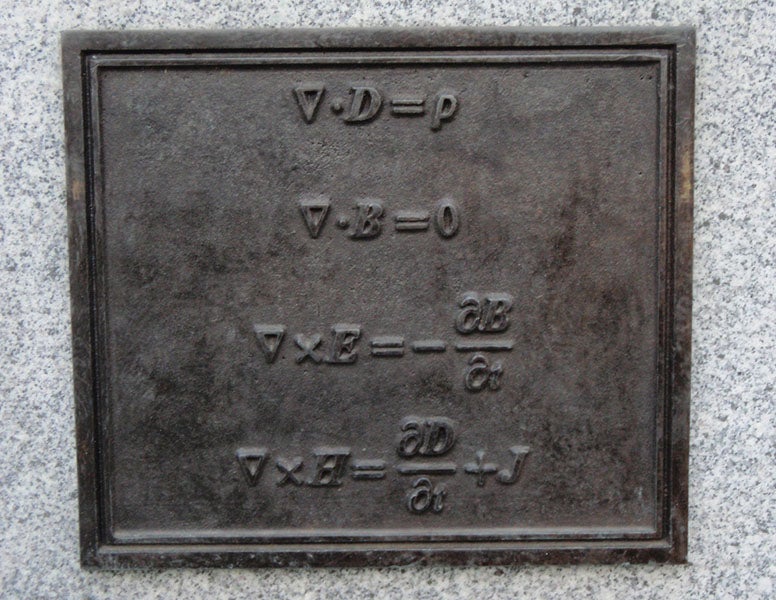 ∇·D=ρ
∇·B=0
∇×E=-∂B/∂t
∇×H=∂D/∂t+J